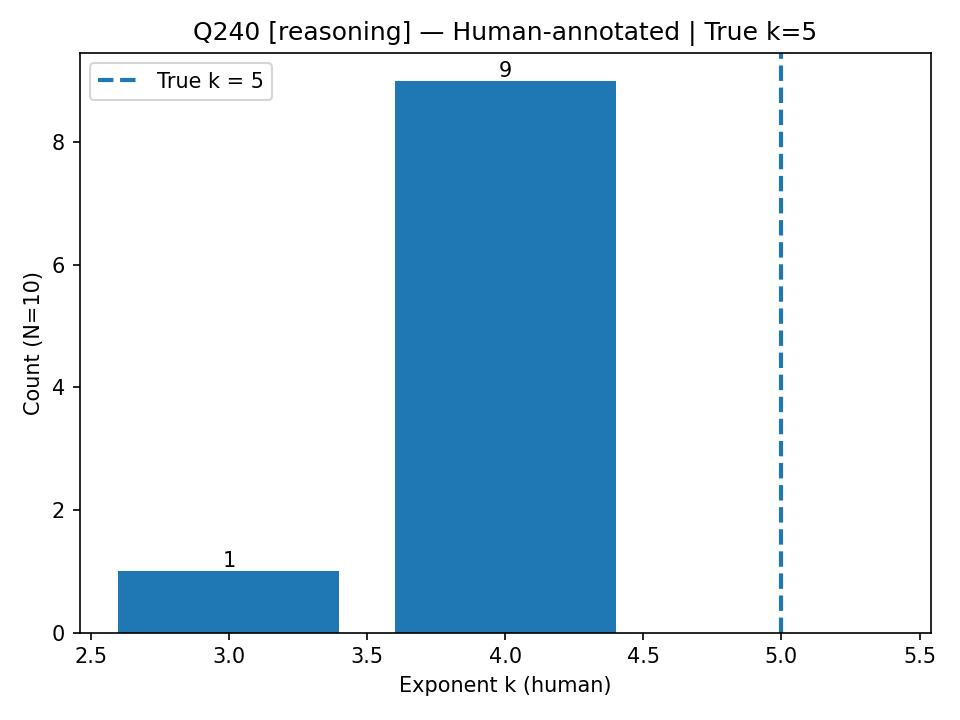 Q240 [reasoning] — Human-annotated | True k=5
True k = 5
9
1
Count (N=10)
8
6
4
2
0
2.5 3.0 3.5 4.0 4.5 5.0 5.5
Exponent k (human)